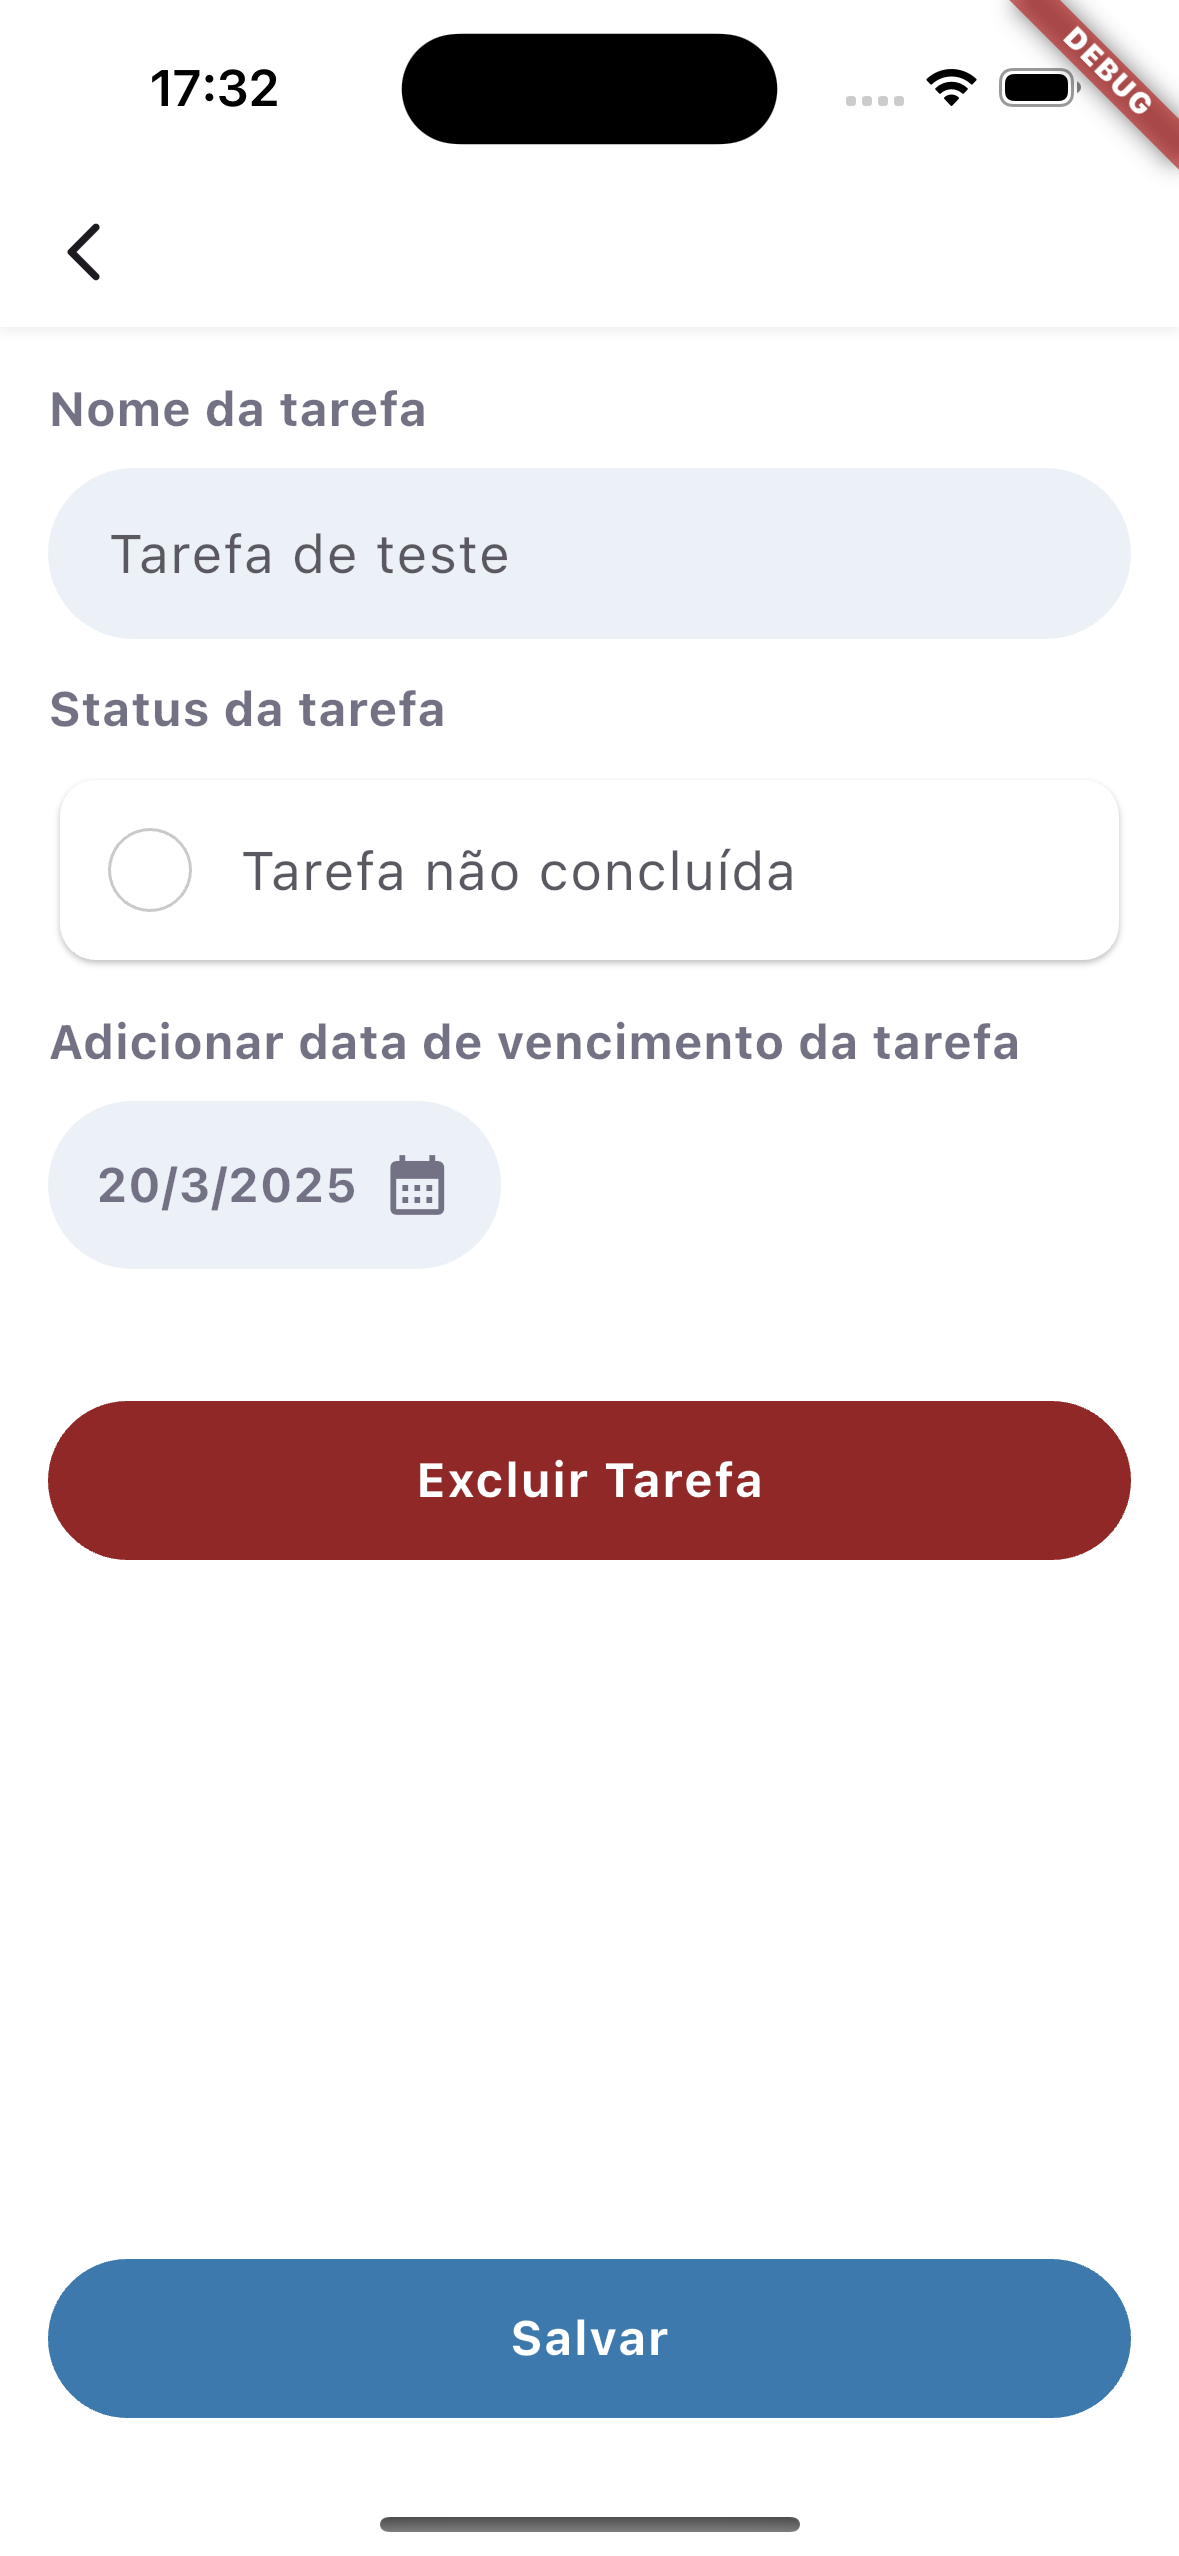 17:32
DEBUG
Nome da tarefa
Tarefa de teste
Status da tarefa
Tarefa não concluída
Adicionar data de vencimento da tarefa
20/3/2025
Excluir Tarefa
Salvar